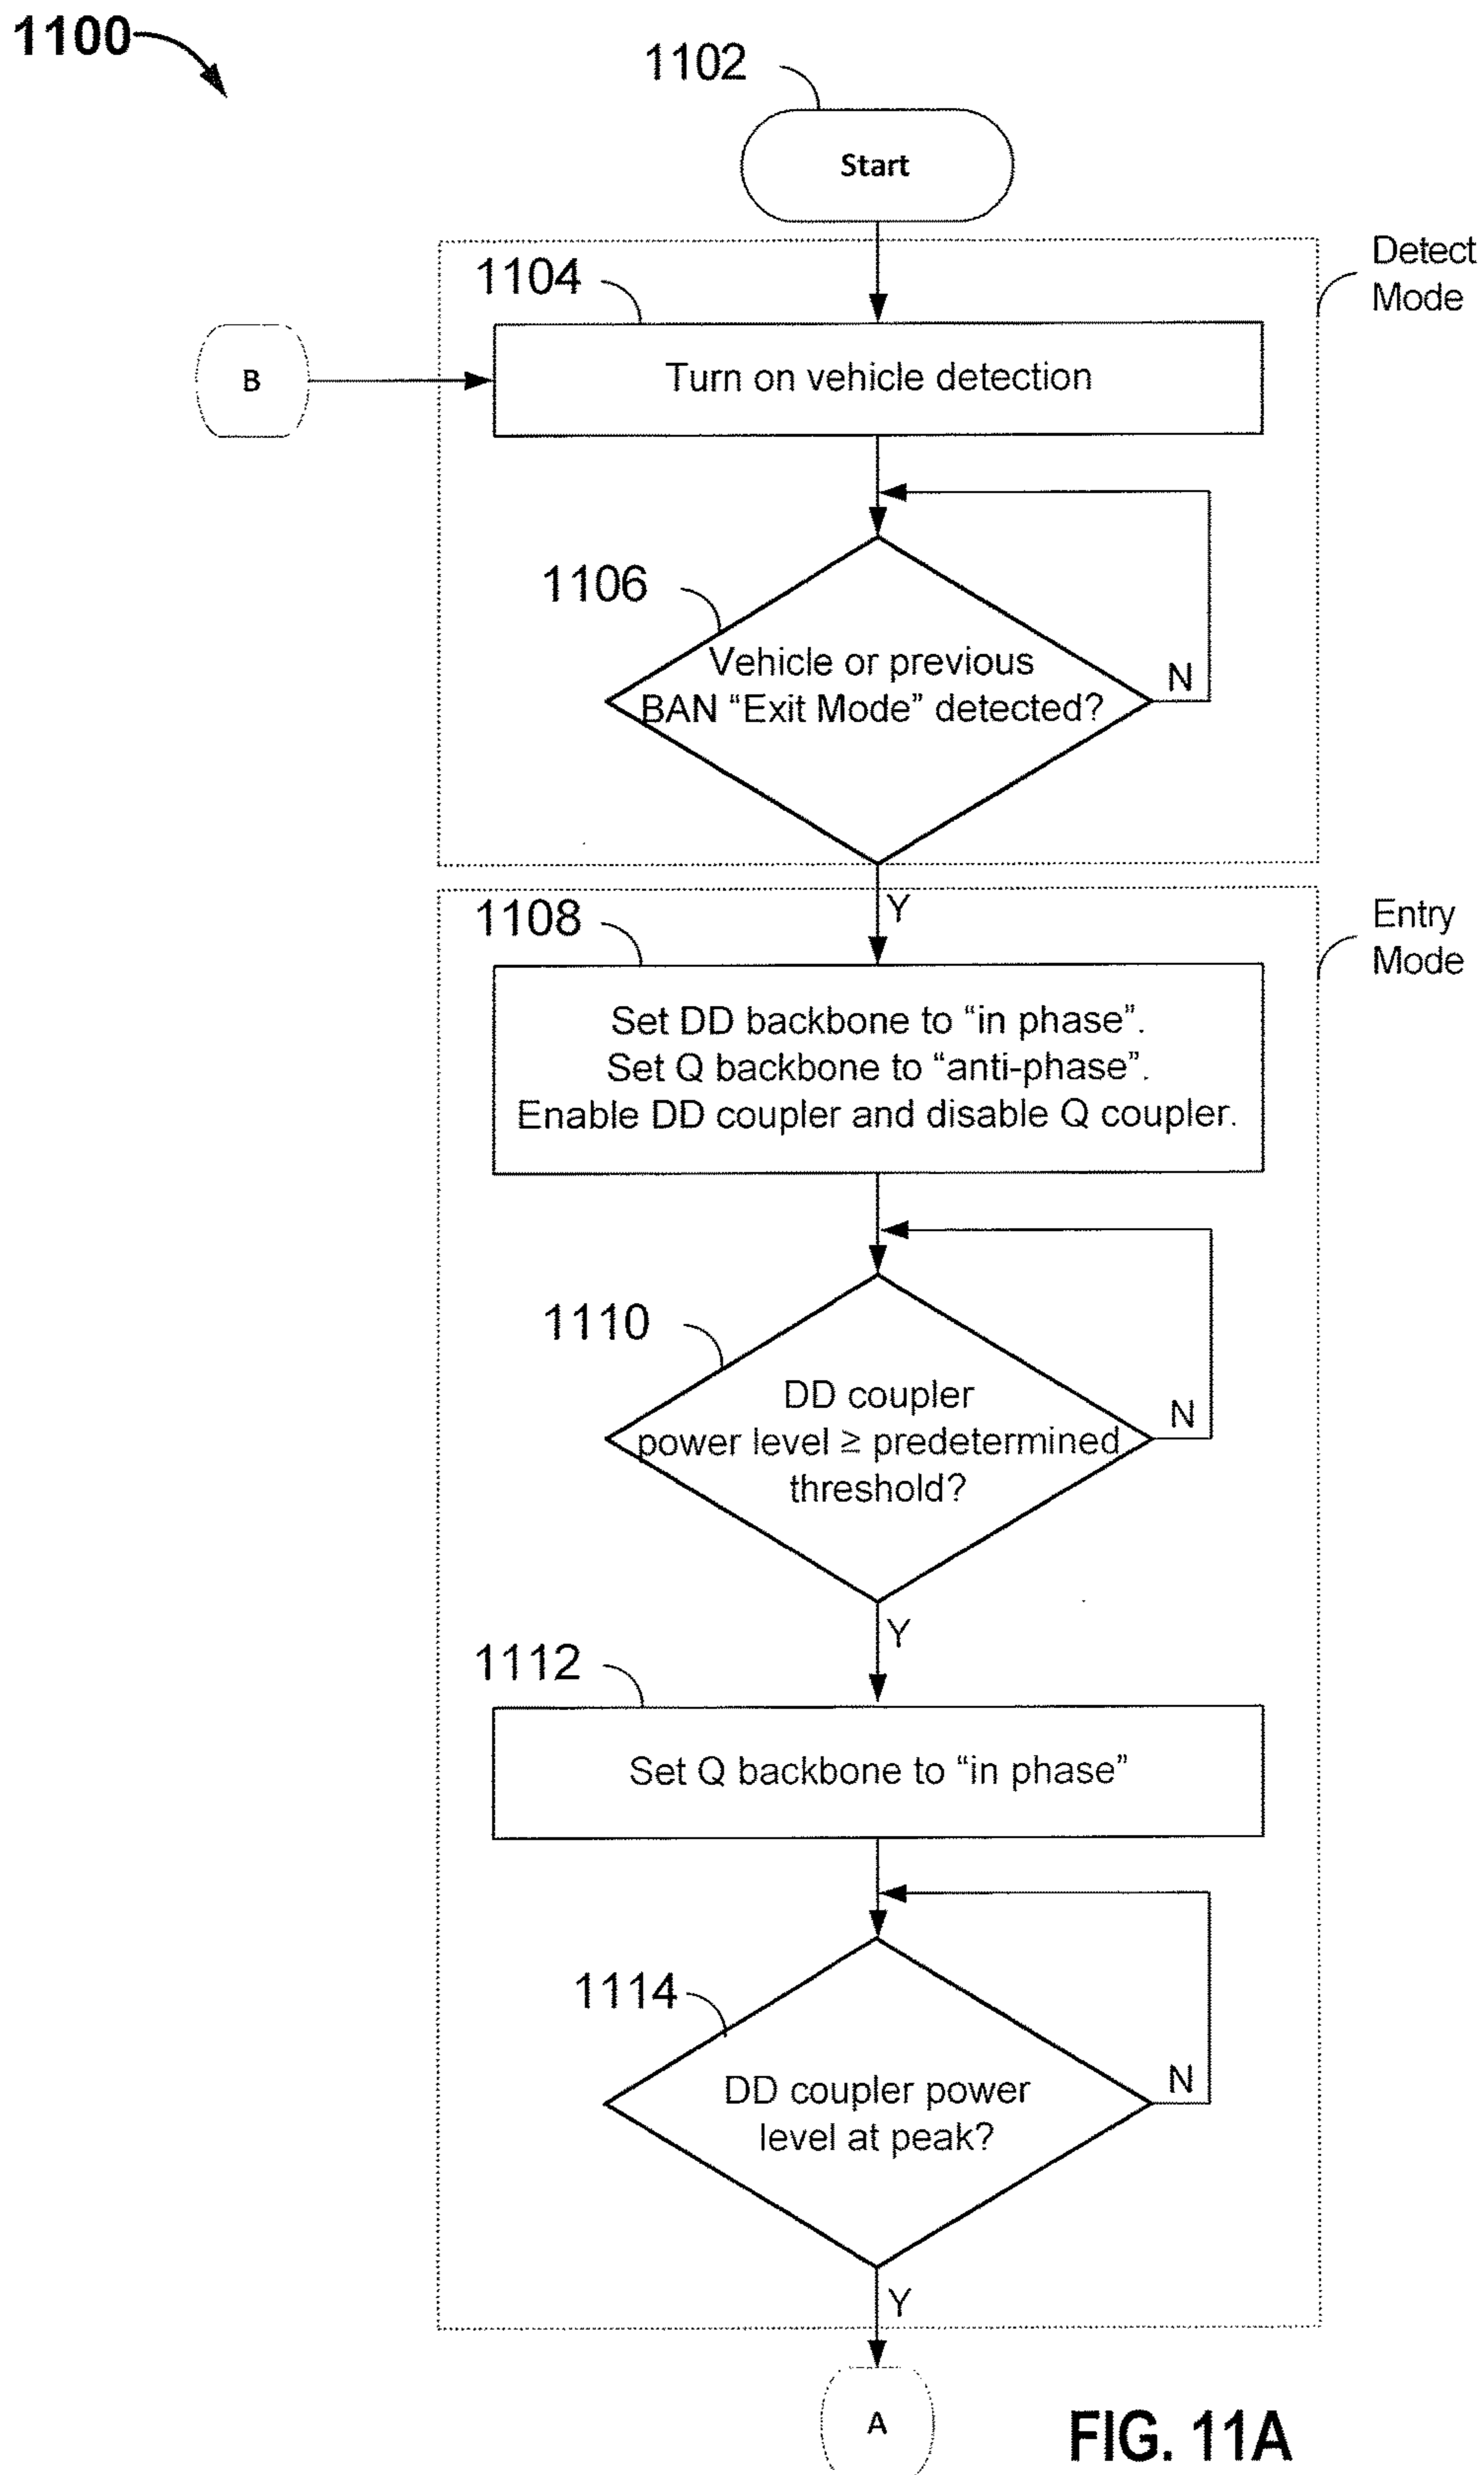 1100
1102
Start
Detect
Mode
1104
B
Turn on vehicle detection
1106
Vehicle or previous
BAN “Exit Mode” detected?
N
Y
Entry
Mode
1108
Set DD backbone to “in phase”.
Set Q backbone to “anti-phase”.
Enable DD coupler and disable Q coupler.
1110
DD coupler
power level ≥ predetermined
threshold?
N
Y
1112
Set Q backbone to “in phase”
1114
DD coupler power
level at peak?
N
Y
A
FIG. 11A